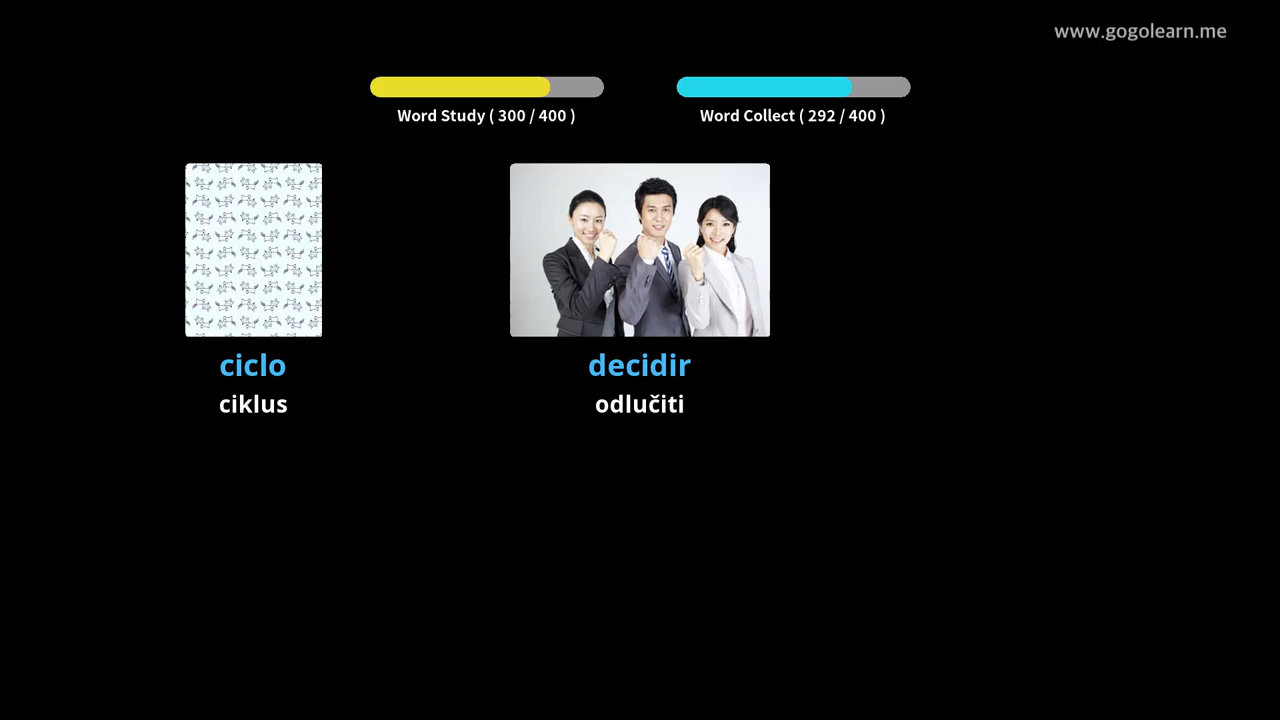 www.gogolearn.me
Word Study ( 300 / 400 )
Word Collect ( 292 / 400 )
ciclo
ciklus
decidir
odlučiti